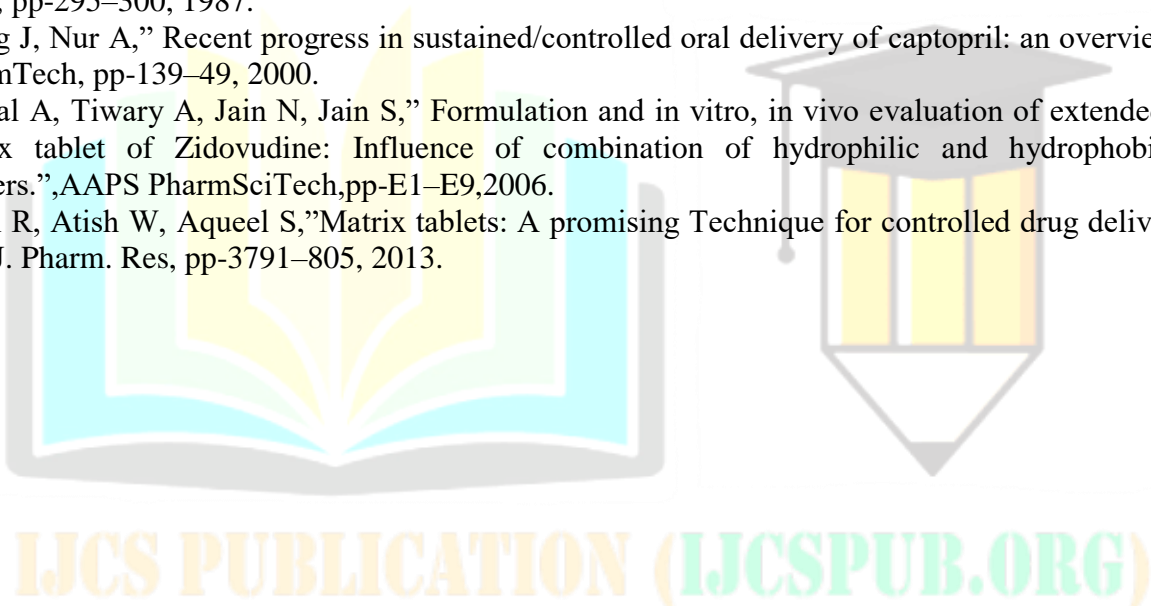 pp-295–300, 1987.
g J, Nur A,” Recent progress in sustained/controlled oral delivery of captopril: an overvie
mTech, pp-139–49, 2000.
al A, Tiwary A, Jain N, Jain S,” Formulation and in vitro, in vivo evaluation of extended
x tablet of Zidovudine: Influence of combination of hydrophilic and hydrophobi
ers.”,AAPS PharmSciTech,pp-E1–E9,2006.
R, Atish W, Aqueel S,”Matrix tablets: A promising Technique for controlled drug deliv
J. Pharm. Res, pp-3791–805, 2013.
IJCS PUBLICATION (IJCSPUB.ORG)